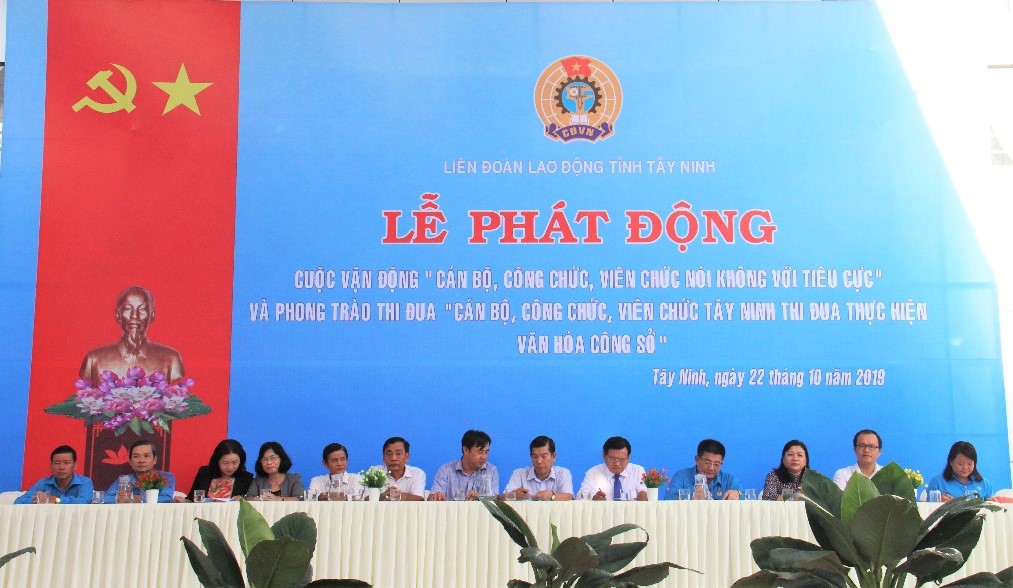 CĐVN
LIÊN ĐOÀN LAO ĐỘNG TỈNH TÂY NINH
LỄ PHÁT ĐỘNG
CUỘC VẬN ĐỘNG "CÁN BỘ, CÔNG CHỨC, VIÊN CHỨC NÓI KHÔNG VỚI TIÊU CỰC"
VÀ PHONG TRÀO THI ĐUA "CÁN BỘ, CÔNG CHỨC, VIÊN CHỨC TÂY NINH THI ĐUA THỰC HIỆN
VĂN HÓA CÔNG SỞ"
Tây Ninh, ngày 22 tháng 10 năm 2019